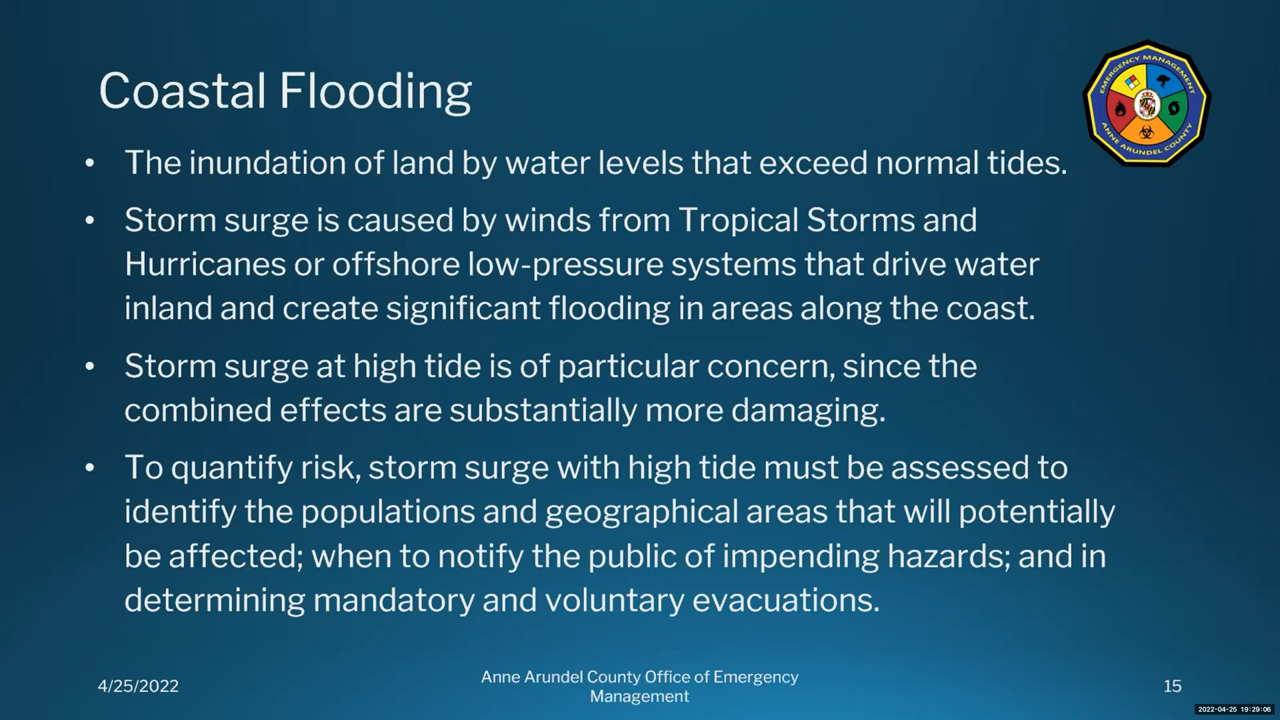 Coastal Flooding
EMERGENCY MANAGEMENT
ANNE ARUNDEL COUNTY
• The inundation of land by water levels that exceed normal tides.
• Storm surge is caused by winds from Tropical Storms and
Hurricanes or offshore low-pressure systems that drive water
inland and create significant flooding in areas along the coast.
• Storm surge at high tide is of particular concern, since the
combined effects are substantially more damaging.
• To quantify risk, storm surge with high tide must be assessed to
identify the populations and geographical areas that will potentially
be affected; when to notify the public of impending hazards; and in
determining mandatory and voluntary evacuations.
4/25/2022
Anne Arundel County Office of Emergency
Management
15
2022-04-25 19:29:06